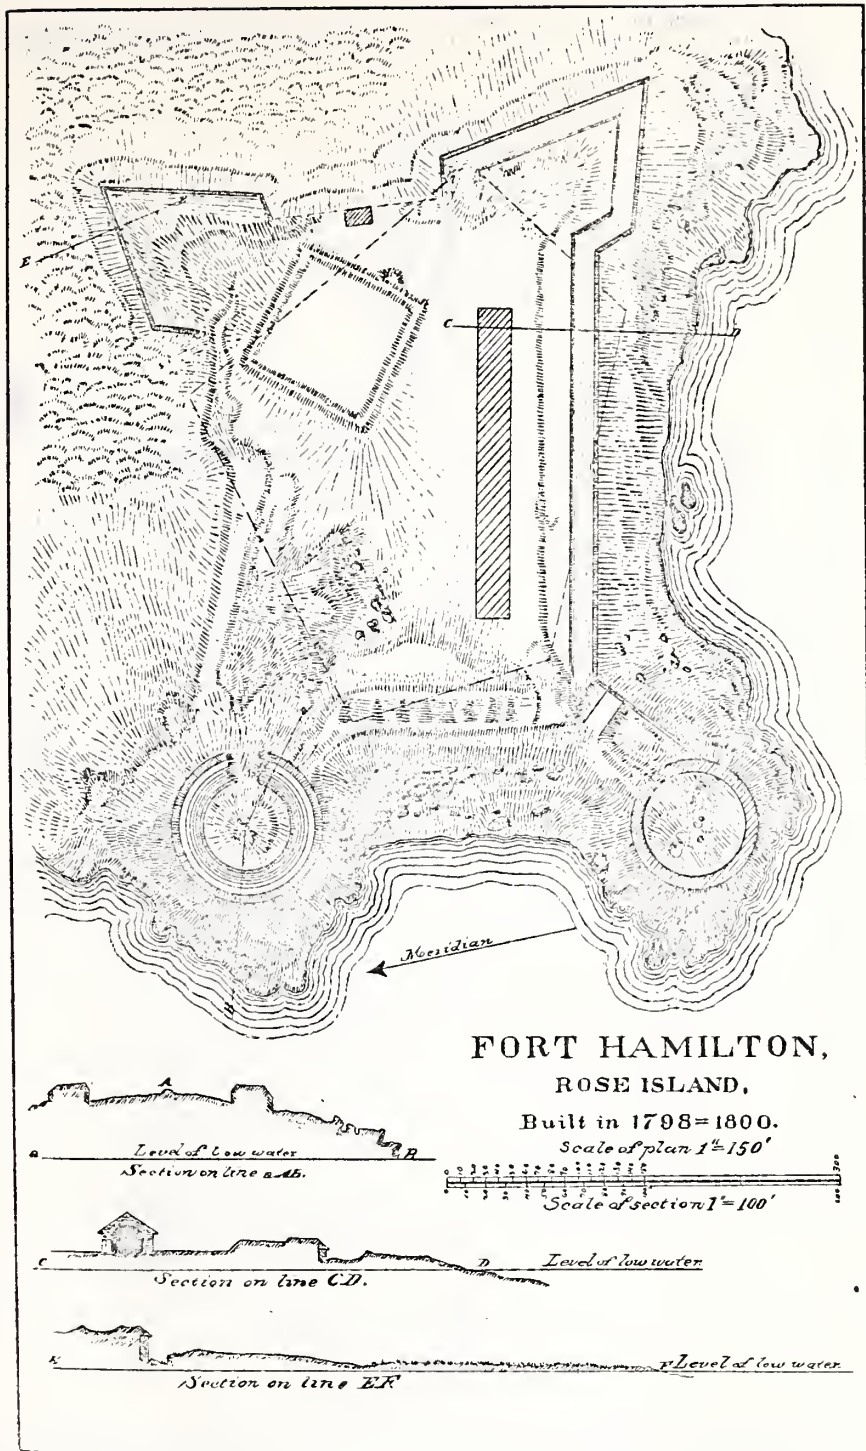 E
C
D
Meridian
B
FORT HAMILTON,
ROSE ISLAND,
Built in 1798=1800.
Scale of plan 1"=150'
Scale of section 1"=100'
A
a
B
Level of low water
Section on line a AB.
C
D
Level of low water
Section on line CD.
E
F
Level of low water
Section on line EF